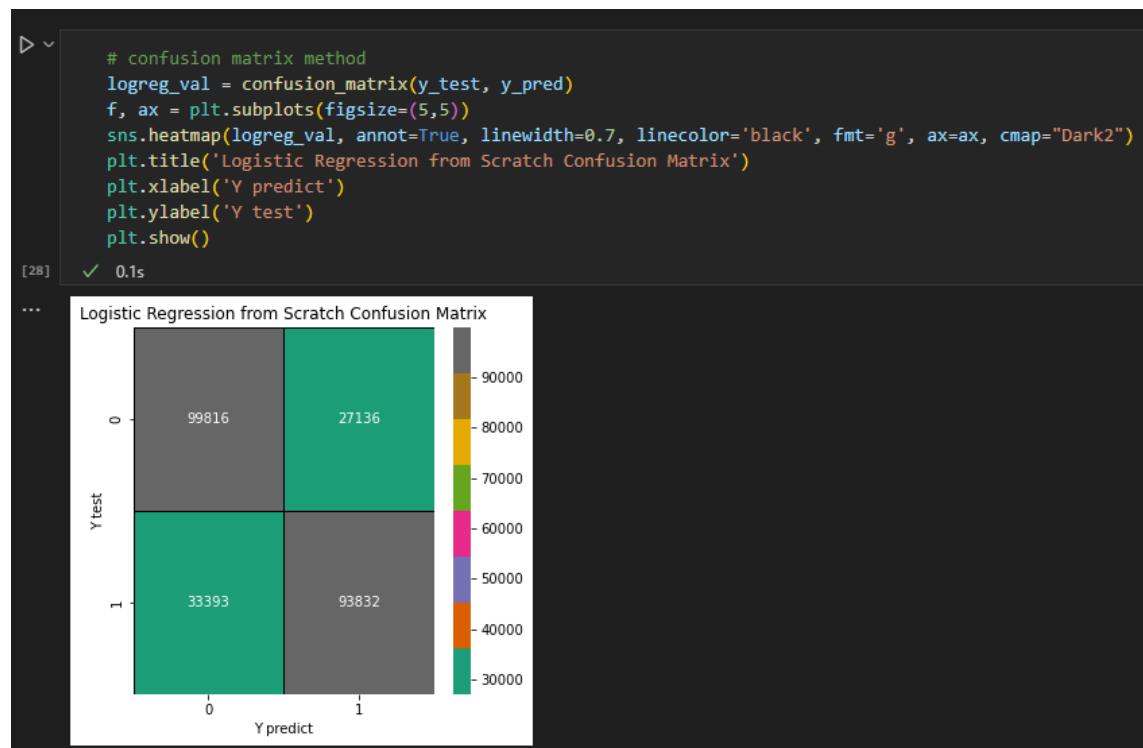 # confusion matrix method
logreg_val = confusion_matrix(y_test, y_pred)
f, ax = plt.subplots(figsize=(5,5))
sns.heatmap(logreg_val, annot=True, linewidth=0.7, linecolor='black', fmt='g', ax=ax, cmap="Dark2")
plt.title('Logistic Regression from Scratch Confusion Matrix')
plt.xlabel('Y predict')
plt.ylabel('Y test')
plt.show()
[28] ✓ 0.1s
...
Logistic Regression from Scratch Confusion Matrix
90000
0 99816 27136
80000
70000
Y test
60000
50000
1 33393 93832
40000
30000
0 1
Y predict